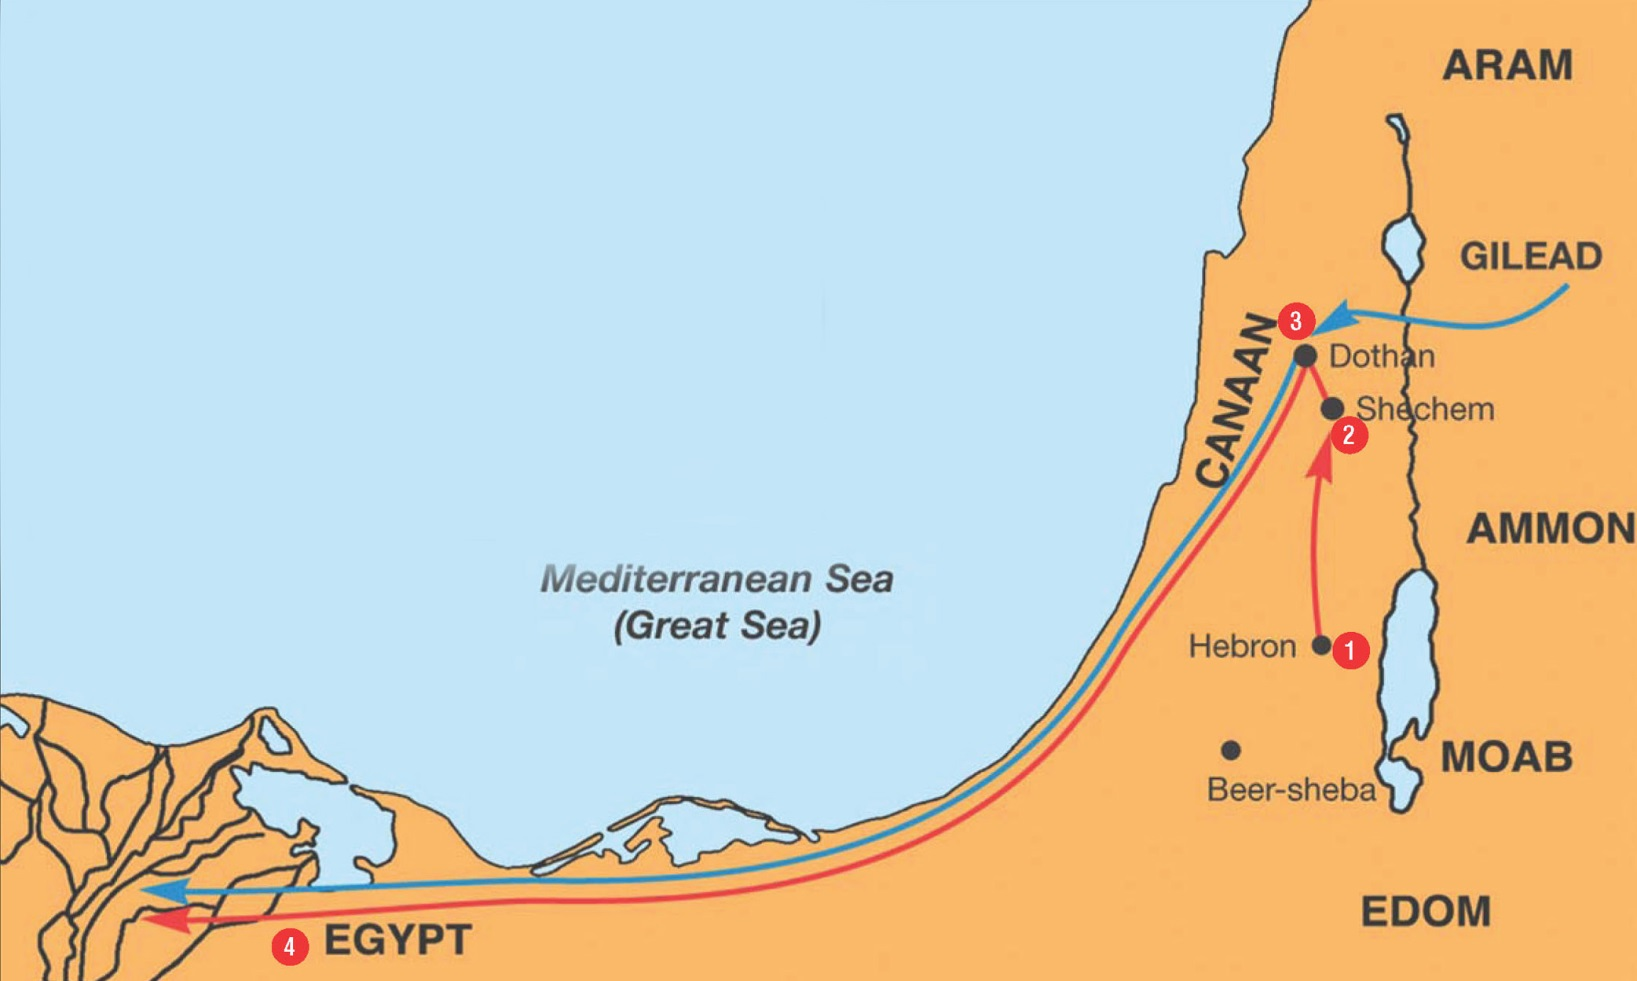 ARAM
GILEAD
3
Dothan
CANAAN
Shechem
2
AMMON
Mediterranean Sea
(Great Sea)
Hebron
1
MOAB
Beer-sheba
EDOM
4
EGYPT